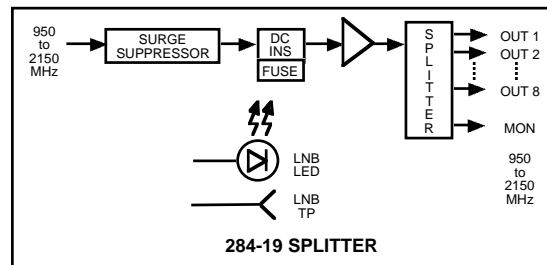 950
to
2150
MHz
SURGE
SUPPRESSOR
DC
INS
FUSE
SPLITTER
OUT 1
OUT 2
OUT 8
MON
950
to
2150
MHz
LNB
LED
LNB
TP
284-19 SPLITTER